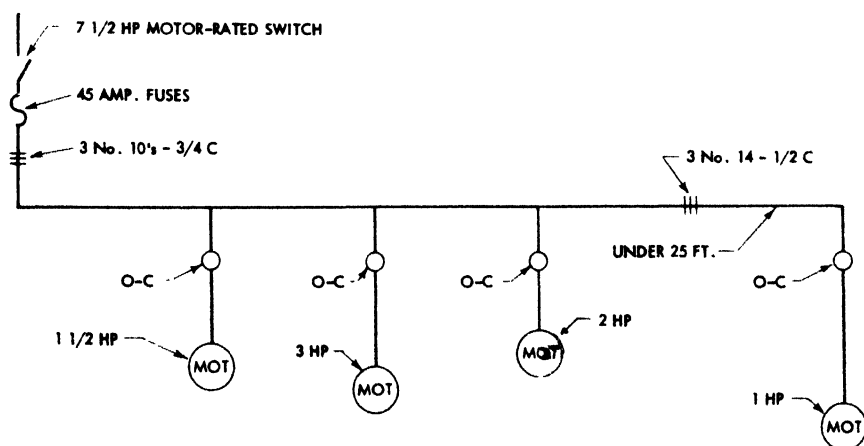 7 1/2 HP MOTOR-RATED SWITCH
45 AMP. FUSES
3 No. 10's - 3/4 C
3 No. 14 - 1/2 C
UNDER 25 FT.
O-C
O-C
O-C
O-C
1 1/2 HP
MOT
3 HP
MOT
2 HP
MOT
1 HP
MOT